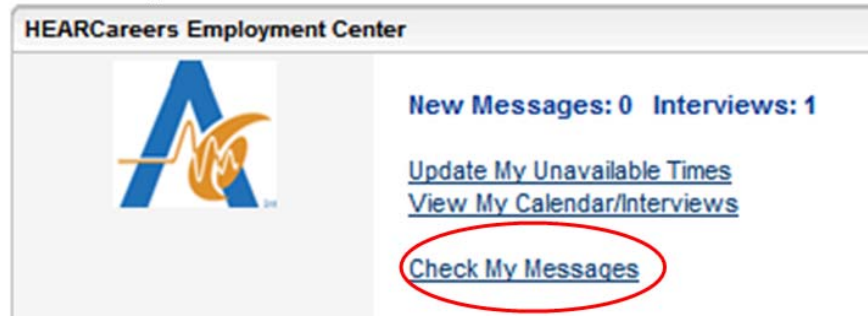 HEARCareers Employment Center
New Messages: 0 Interviews: 1
Update My Unavailable Times
View My Calendar/Interviews
Check My Messages